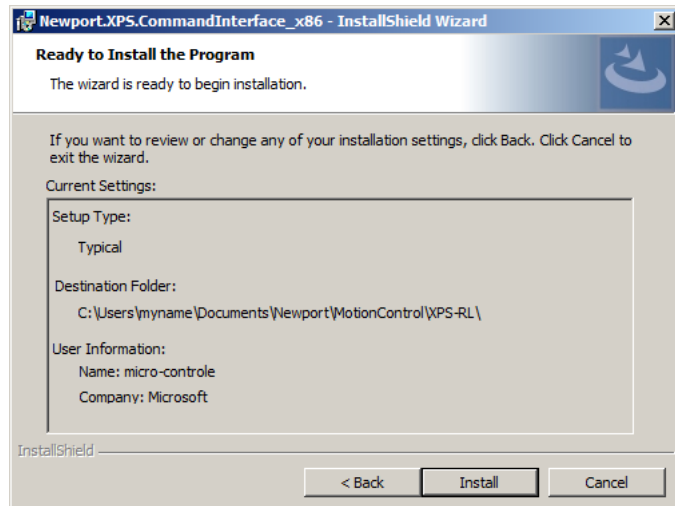 Newport.XPS.CommandInterface_x86 - InstallShield Wizard
Ready to Install the Program
The wizard is ready to begin installation.
If you want to review or change any of your installation settings, click Back. Click Cancel to
exit the wizard.
Current Settings:
Setup Type:
Typical
Destination Folder:
C:\Users\myname\Documents\Newport\MotionControl\XPS-RL\
User Information:
Name: micro-controle
Company: Microsoft
InstallShield
< Back
Install
Cancel